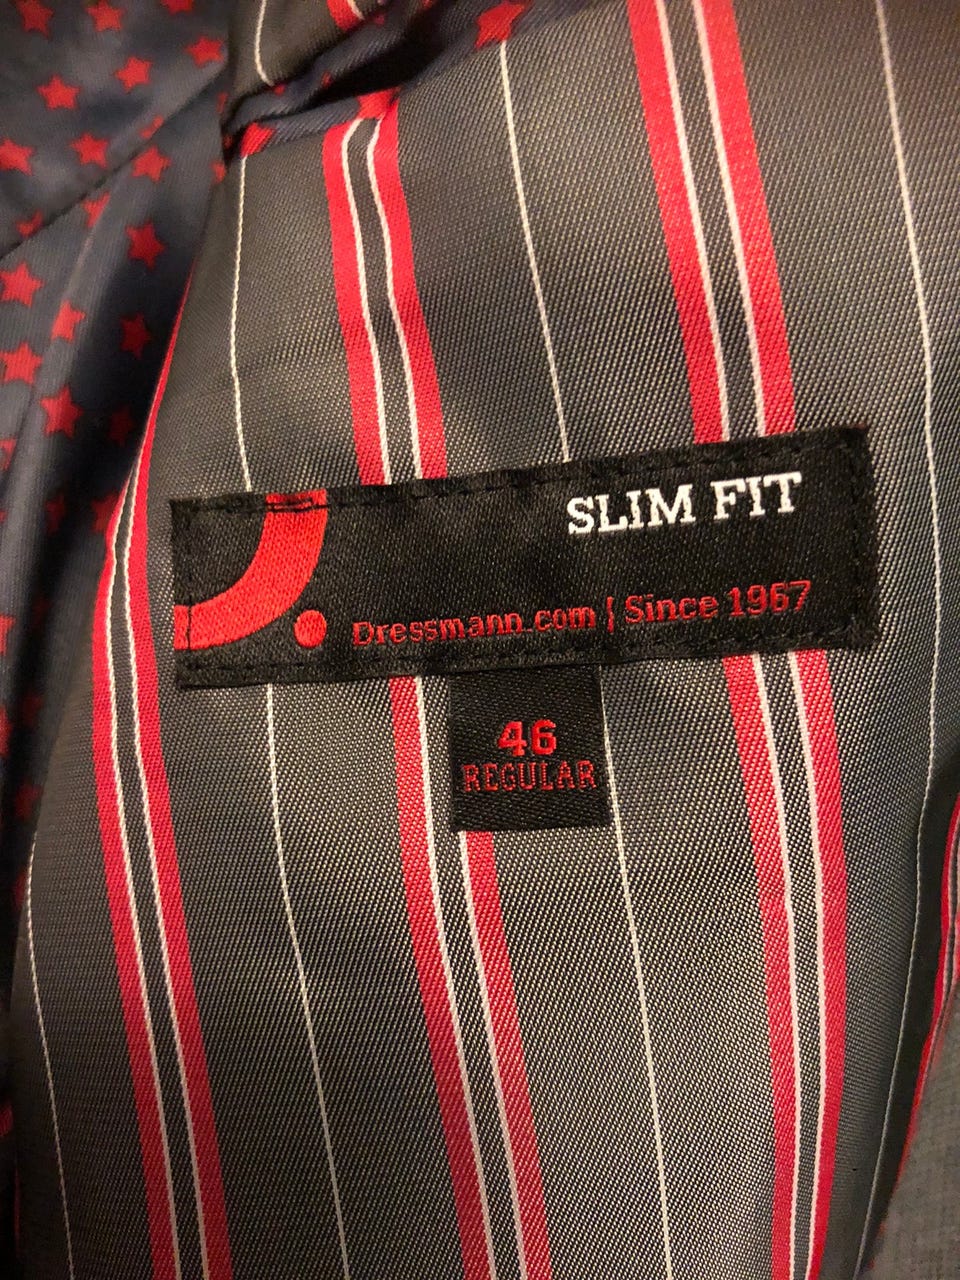 SLIM FIT
Dressmann.com | Since 1967
46
REGULAR